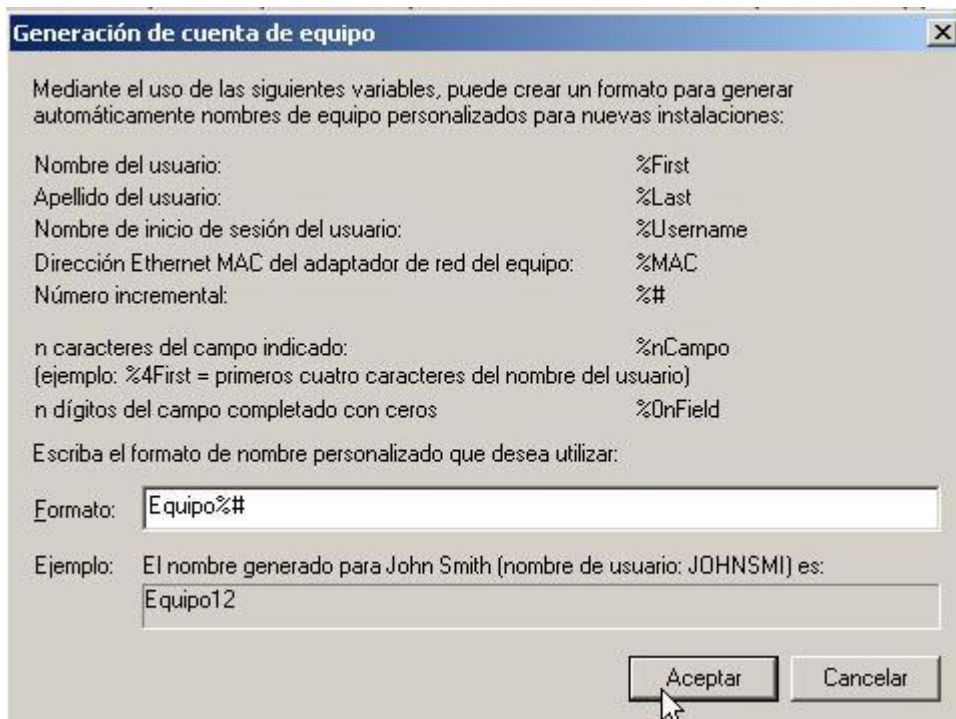 Generación de cuenta de equipo
Mediante el uso de las siguientes variables, puede crear un formato para generar
automáticamente nombres de equipo personalizados para nuevas instalaciones:
Nombre del usuario: %First
Apellido del usuario: %Last
Nombre de inicio de sesión del usuario: %Username
Dirección Ethernet MAC del adaptador de red del equipo: %MAC
Número incremental: %#
n caracteres del campo indicado: %nCampo
(ejemplo: %4First = primeros cuatro caracteres del nombre del usuario)
n dígitos del campo completado con ceros %0nField
Escriba el formato de nombre personalizado que desea utilizar:
Formato: Equipo%#
Ejemplo: El nombre generado para John Smith (nombre de usuario: JOHNSMI) es:
Equipo12
Aceptar Cancelar